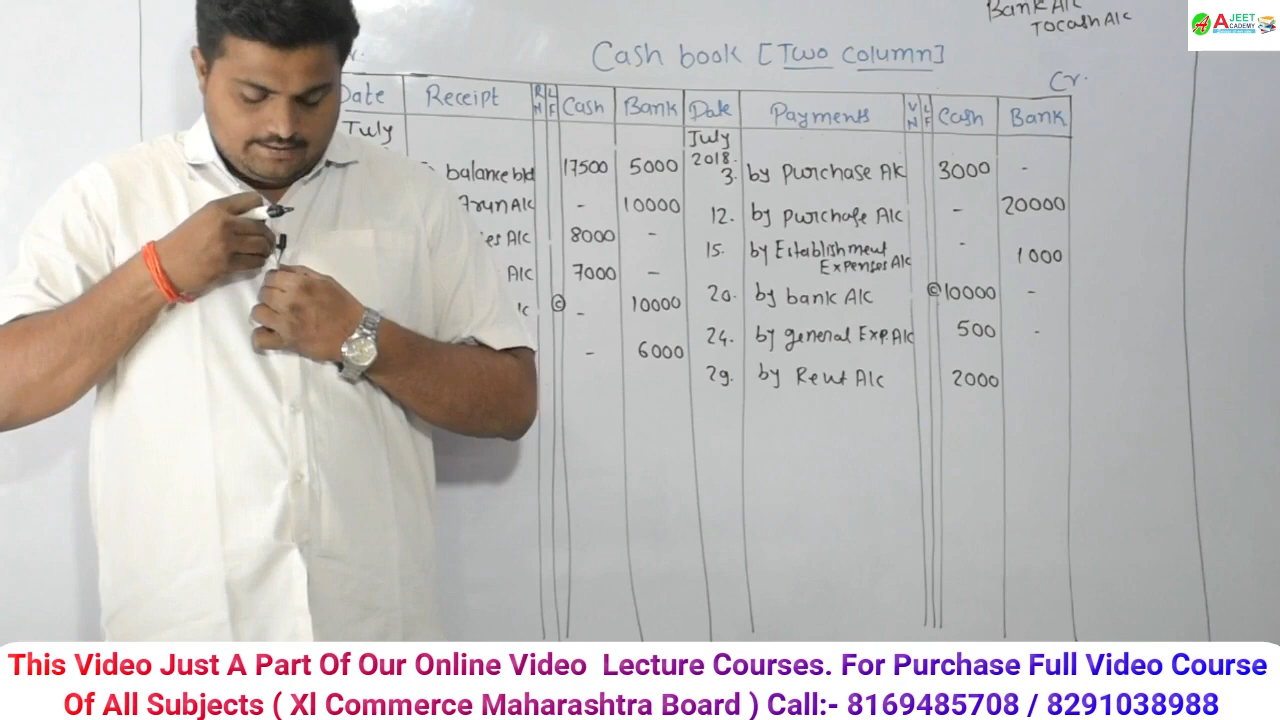 Bank A/c
To cash A/c
AJEET
ACADEMY
Cash book [Two column]
Cr.
Date Receipt RN LF Cash Bank Date Payments VN LF Cash Bank
July July
2018.
balance b/d 17500 5000 3. by purchase A/c 3000 -
A/c - 10000 12. by purchase A/c - 20000
A/c 8000 - 15. by Establishment
Expenses A/c - 1000
A/c 7000 - 20. by bank A/c © 10000 -
© - 10000 24. by general Exp. A/c 500 -
- 6000 29. by Rent A/c 2000
This Video Just A Part Of Our Online Video Lecture Courses. For Purchase Full Video Course
Of All Subjects ( XI Commerce Maharashtra Board ) Call:- 8169485708 / 8291038988